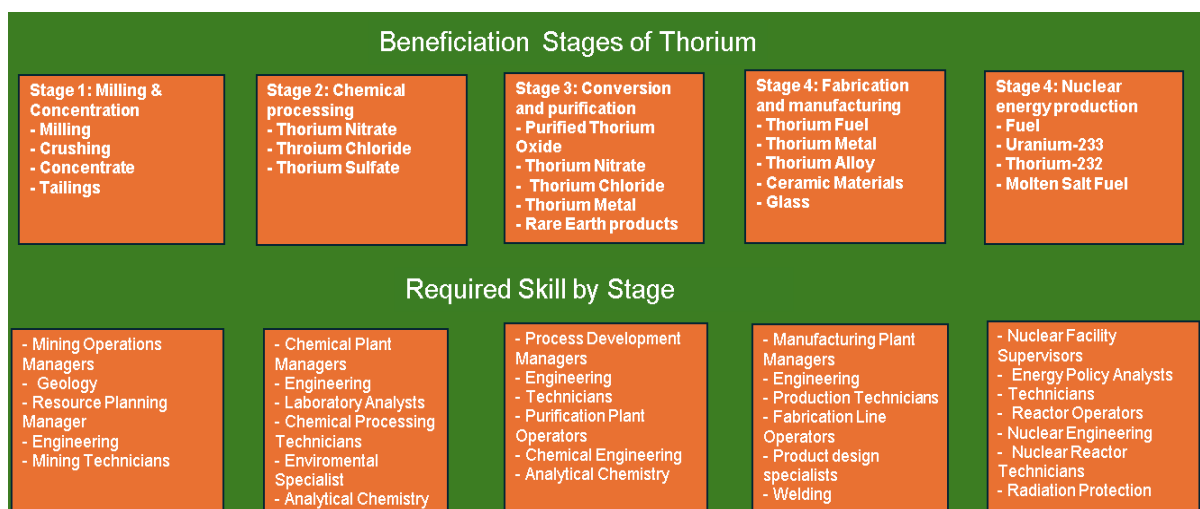 Beneficiation Stages of Thorium
Stage 1: Milling &
Concentration
- Milling
- Crushing
- Concentrate
- Tailings
Stage 2: Chemical
processing
- Thorium Nitrate
- Throium Chloride
- Thorium Sulfate
Stage 3: Conversion
and purification
- Purified Thorium
Oxide
- Thorium Nitrate
- Thorium Chloride
- Thorium Metal
- Rare Earth products
Stage 4: Fabrication
and manufacturing
- Thorium Fuel
- Thorium Metal
- Thorium Alloy
- Ceramic Materials
- Glass
Stage 4: Nuclear
energy production
- Fuel
- Uranium-233
- Thorium-232
- Molten Salt Fuel
Required Skill by Stage
- Mining Operations
Managers
- Geology
- Resource Planning
Manager
- Engineering
- Mining Technicians
- Chemical Plant
Managers
- Engineering
- Laboratory Analysts
- Chemical Processing
Technicians
- Enviromental
Specialist
- Analytical Chemistry
- Process Development
Managers
- Engineering
- Technicians
- Purification Plant
Operators
- Chemical Engineering
- Analytical Chemistry
- Manufacturing Plant
Managers
- Engineering
- Production Technicians
- Fabrication Line
Operators
- Product design
specialists
- Welding
- Nuclear Facility
Supervisors
- Energy Policy Analysts
- Technicians
- Reactor Operators
- Nuclear Engineering
- Nuclear Reactor
Technicians
- Radiation Protection